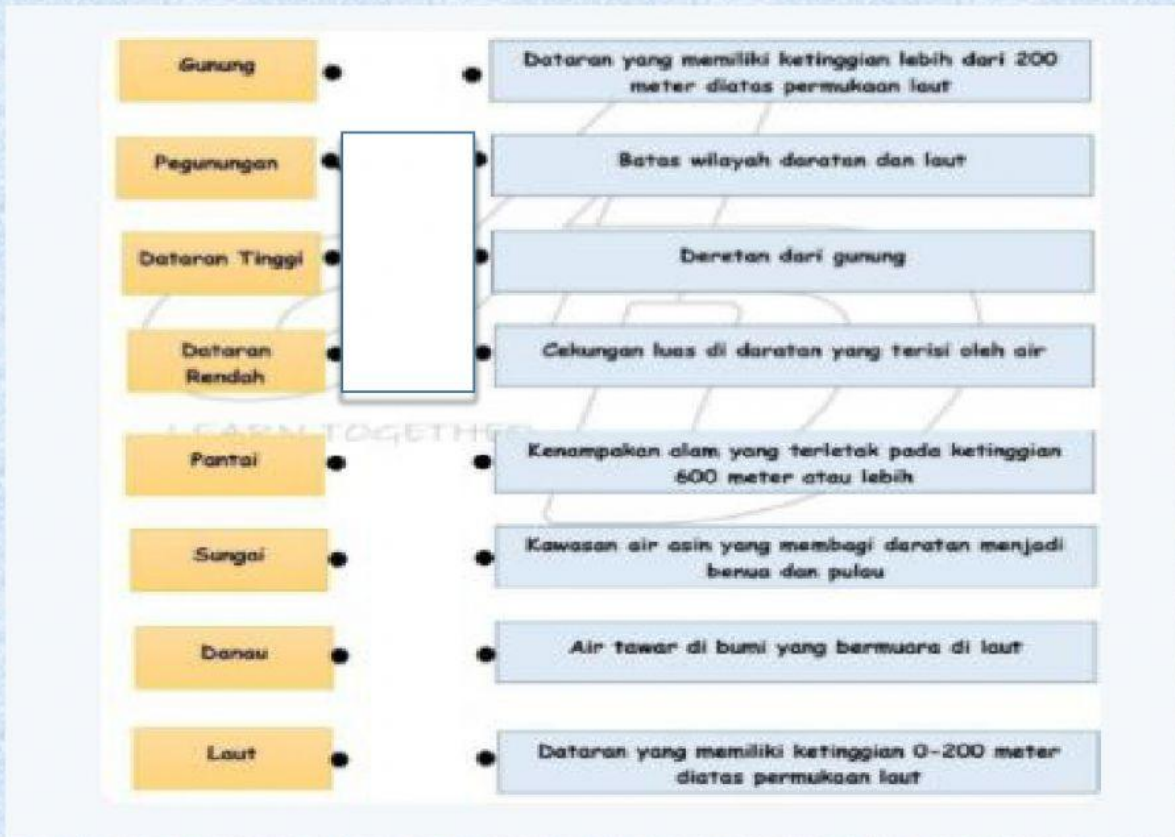 Gunung
Dataran yang memiliki ketinggian lebih dari 200
meter diatas permukaan laut
Pegunungan
Batas wilayah daratan dan laut
Dataran Tinggi
Deretan dari gunung
Dataran
Rendah
Cekungan luas di daratan yang terisi oleh air
LEARN TOGETHER
Pantai
Kenampakan alam yang terletak pada ketinggian
600 meter atau lebih
Sungai
Kawasan air asin yang membagi daratan menjadi
benua dan pulau
Danau
Air tawar di bumi yang bermuara di laut
Laut
Dataran yang memiliki ketinggian 0-200 meter
diatas permukaan laut